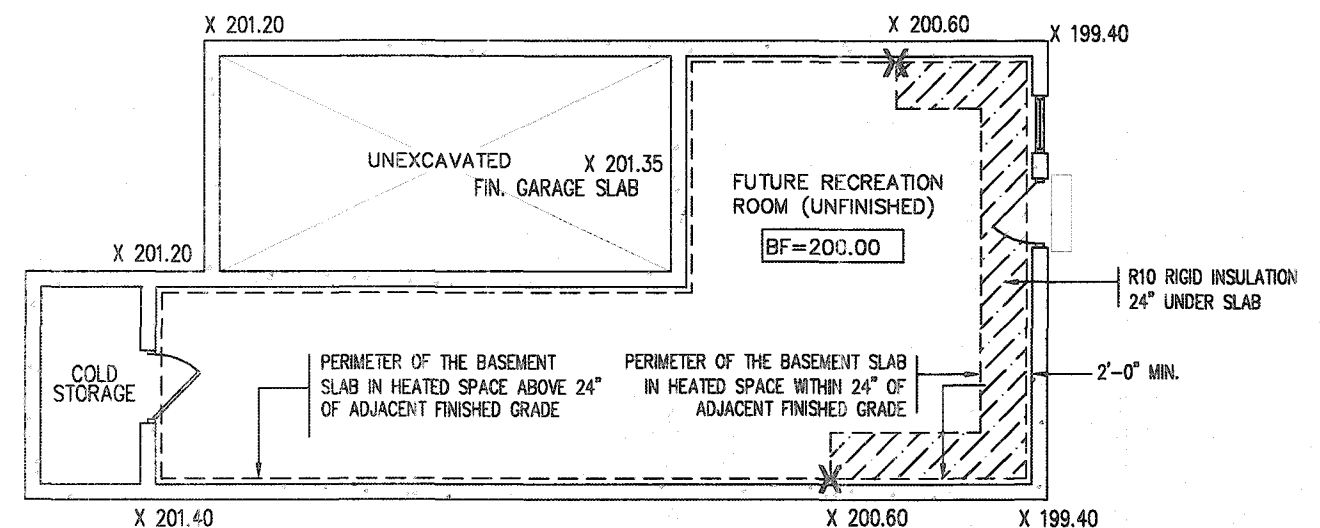 X 201.20
X 200.60
X 199.40
UNEXCAVATED
X 201.35
FIN. GARAGE SLAB
FUTURE RECREATION
ROOM (UNFINISHED)
BF=200.00
X 201.20
R10 RIGID INSULATION
24" UNDER SLAB
COLD
STORAGE
PERIMETER OF THE BASEMENT
SLAB IN HEATED SPACE ABOVE 24"
OF ADJACENT FINISHED GRADE
PERIMETER OF THE BASEMENT SLAB
IN HEATED SPACE WITHIN 24" OF
ADJACENT FINISHED GRADE
2'-0" MIN.
X 201.40
X 200.60
X 199.40